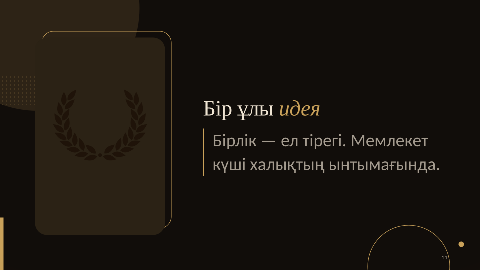 Бір ұлы идея
Бірлік — ел тірегі. Мемлекет
күші халықтың ынтымағында.